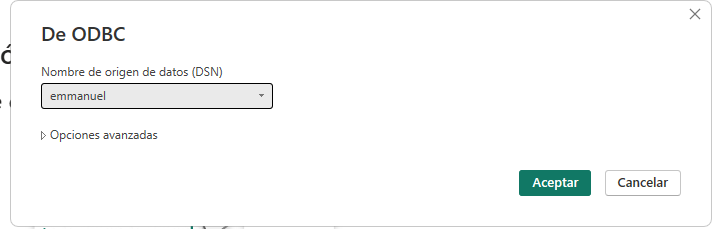 De ODBC
Nombre de origen de datos (DSN)
emmanuel
Opciones avanzadas
Aceptar
Cancelar